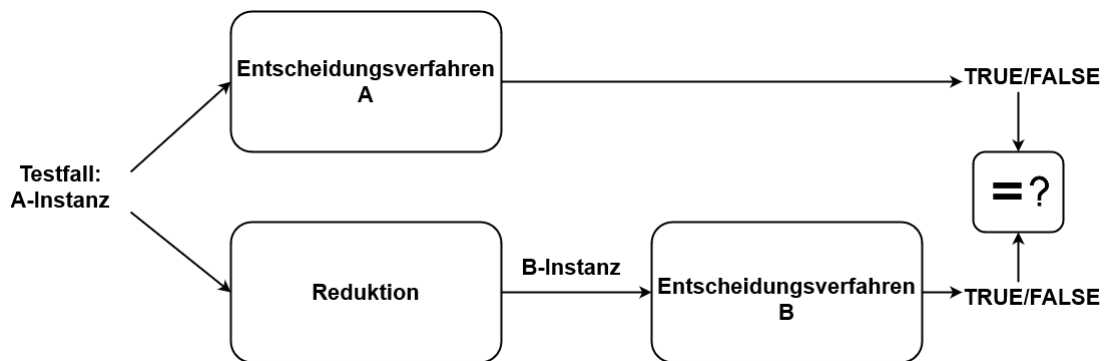 Entscheidungsverfahren
A
TRUE/FALSE
Testfall:
A-Instanz
=?
Reduktion
B-Instanz
Entscheidungsverfahren
B
TRUE/FALSE